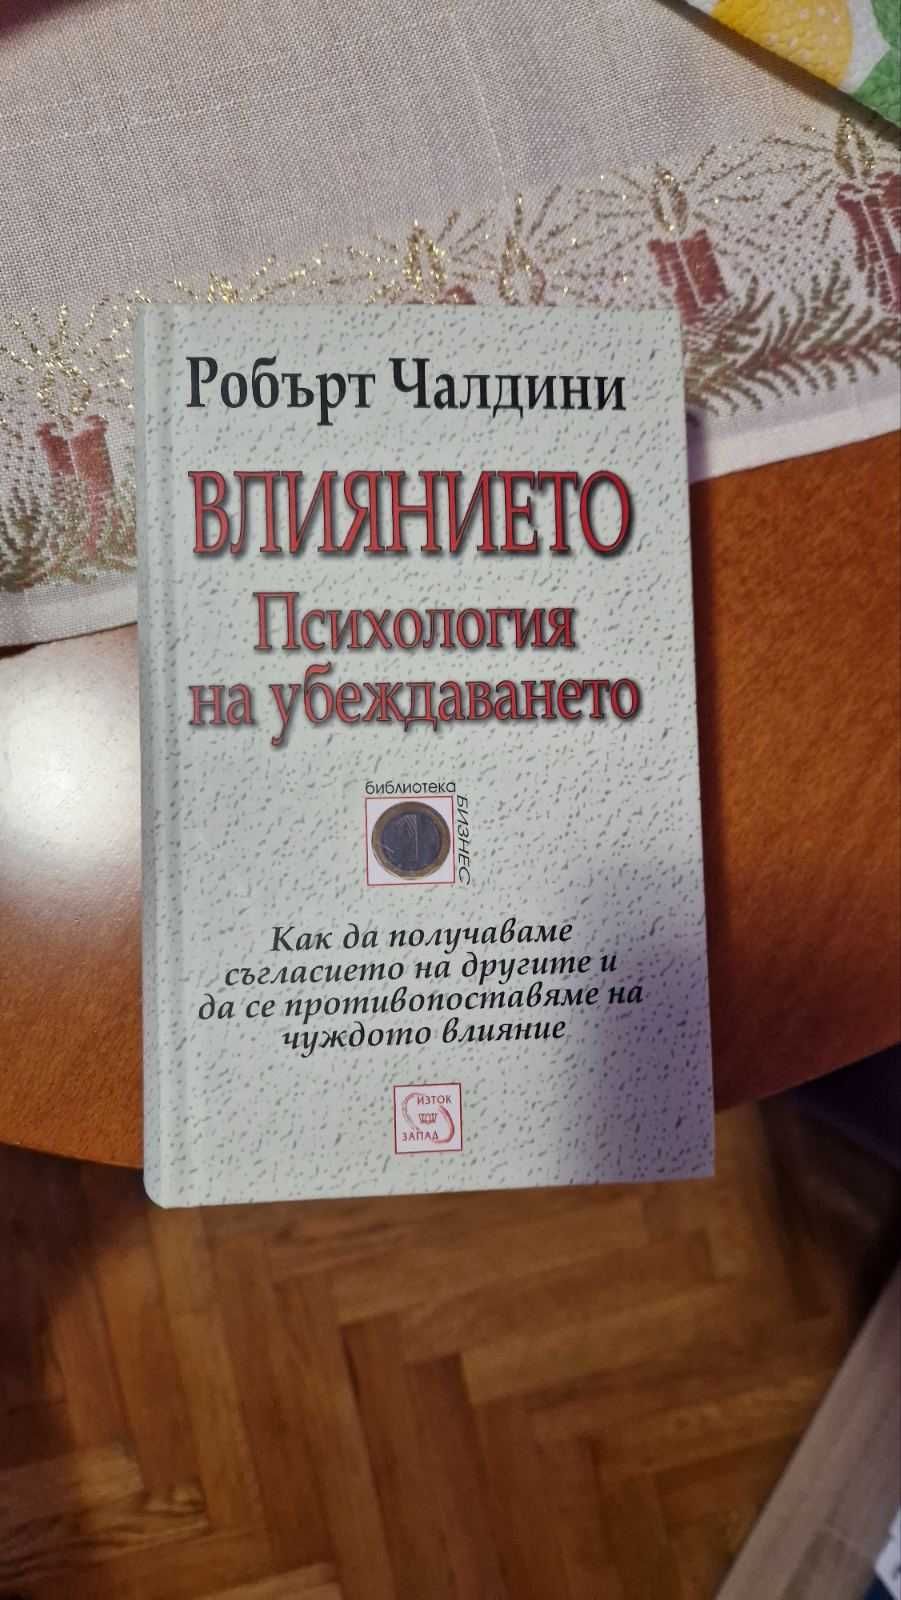 Робърт Чалдини
ВЛИЯНИЕТО
Психология
на убеждаването
библиотека
БИЗНЕС
1
Как да получаваме
съгласието на другите и
да се противопоставяме на
чуждото влияние
ИЗТОК
ЗАПАД